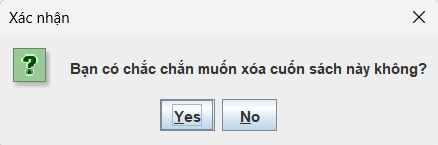 Xác nhận
Bạn có chắc chắn muốn xóa cuốn sách này không?
Yes
No